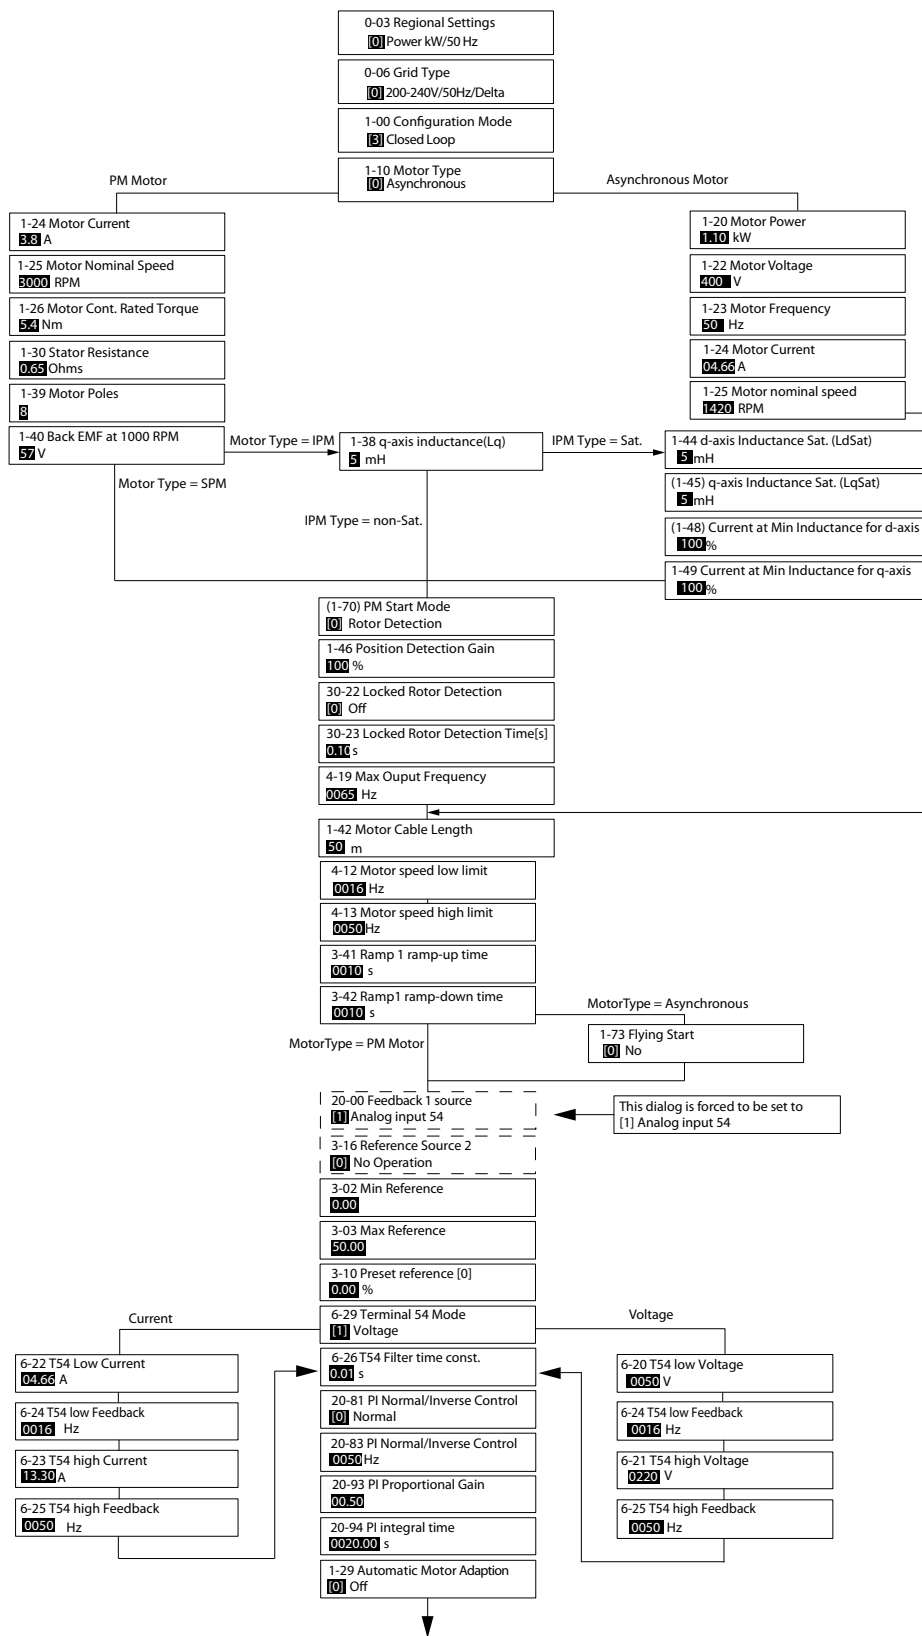 0-03 Regional Settings
[0] Power kW/50 Hz
0-06 Grid Type
[0] 200-240V/50Hz/Delta
1-00 Configuration Mode
[3] Closed Loop
1-10 Motor Type
[0] Asynchronous
PM Motor
Asynchronous Motor
1-24 Motor Current
3.8 A
1-25 Motor Nominal Speed
3000 RPM
1-26 Motor Cont. Rated Torque
5.4 Nm
1-30 Stator Resistance
0.65 Ohms
1-39 Motor Poles
8
1-40 Back EMF at 1000 RPM
57 V
1-20 Motor Power
1.10 kW
1-22 Motor Voltage
400 V
1-23 Motor Frequency
50 Hz
1-24 Motor Current
04.66 A
1-25 Motor nominal speed
1420 RPM
Motor Type = IPM
Motor Type = SPM
1-38 q-axis inductance(Lq)
5 mH
IPM Type = Sat.
IPM Type = non-Sat.
1-44 d-axis Inductance Sat. (LdSat)
5 mH
(1-45) q-axis Inductance Sat. (LqSat)
5 mH
(1-48) Current at Min Inductance for d-axis
100 %
1-49 Current at Min Inductance for q-axis
100 %
(1-70) PM Start Mode
[0] Rotor Detection
1-46 Position Detection Gain
100 %
30-22 Locked Rotor Detection
[0] Off
30-23 Locked Rotor Detection Time[s]
0.10 s
4-19 Max Ouput Frequency
0065 Hz
1-42 Motor Cable Length
50 m
4-12 Motor speed low limit
0016 Hz
4-13 Motor speed high limit
0050 Hz
3-41 Ramp 1 ramp-up time
0010 s
3-42 Ramp1 ramp-down time
0010 s
MotorType = Asynchronous
MotorType = PM Motor
1-73 Flying Start
[0] No
20-00 Feedback 1 source
[1] Analog input 54
This dialog is forced to be set to
[1] Analog input 54
3-16 Reference Source 2
[0] No Operation
3-02 Min Reference
0.00
3-03 Max Reference
50.00
3-10 Preset reference [0]
0.00 %
6-29 Terminal 54 Mode
[1] Voltage
Current
Voltage
6-22 T54 Low Current
04.66 A
6-24 T54 low Feedback
0016 Hz
6-23 T54 high Current
13.30 A
6-25 T54 high Feedback
0050 Hz
6-26 T54 Filter time const.
0.01 s
20-81 PI Normal/Inverse Control
[0] Normal
20-83 PI Normal/Inverse Control
0050 Hz
20-93 PI Proportional Gain
00.50
20-94 PI integral time
0020.00 s
1-29 Automatic Motor Adaption
[0] Off
6-20 T54 low Voltage
0050 V
6-24 T54 low Feedback
0016 Hz
6-21 T54 high Voltage
0220 V
6-25 T54 high Feedback
0050 Hz